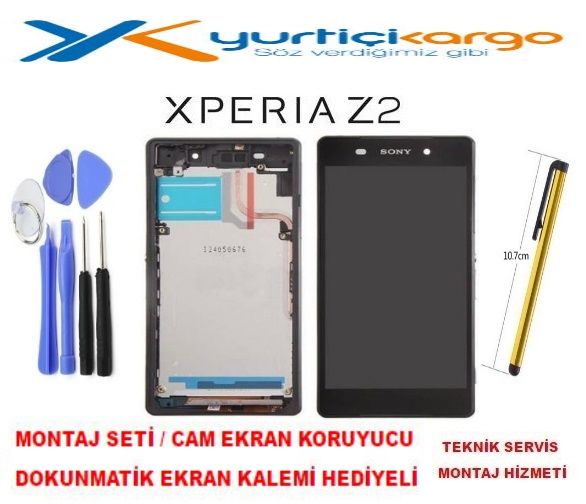 yurtiçikargo
Söz verdiğimiz gibi
XPERIA Z2
SONY
124050676
10.7cm
MONTAJ SETİ / CAM EKRAN KORUYUCU
DOKUNMATİK EKRAN KALEMİ HEDİYELİ
TEKNİK SERVİS
MONTAJ HİZMETİ